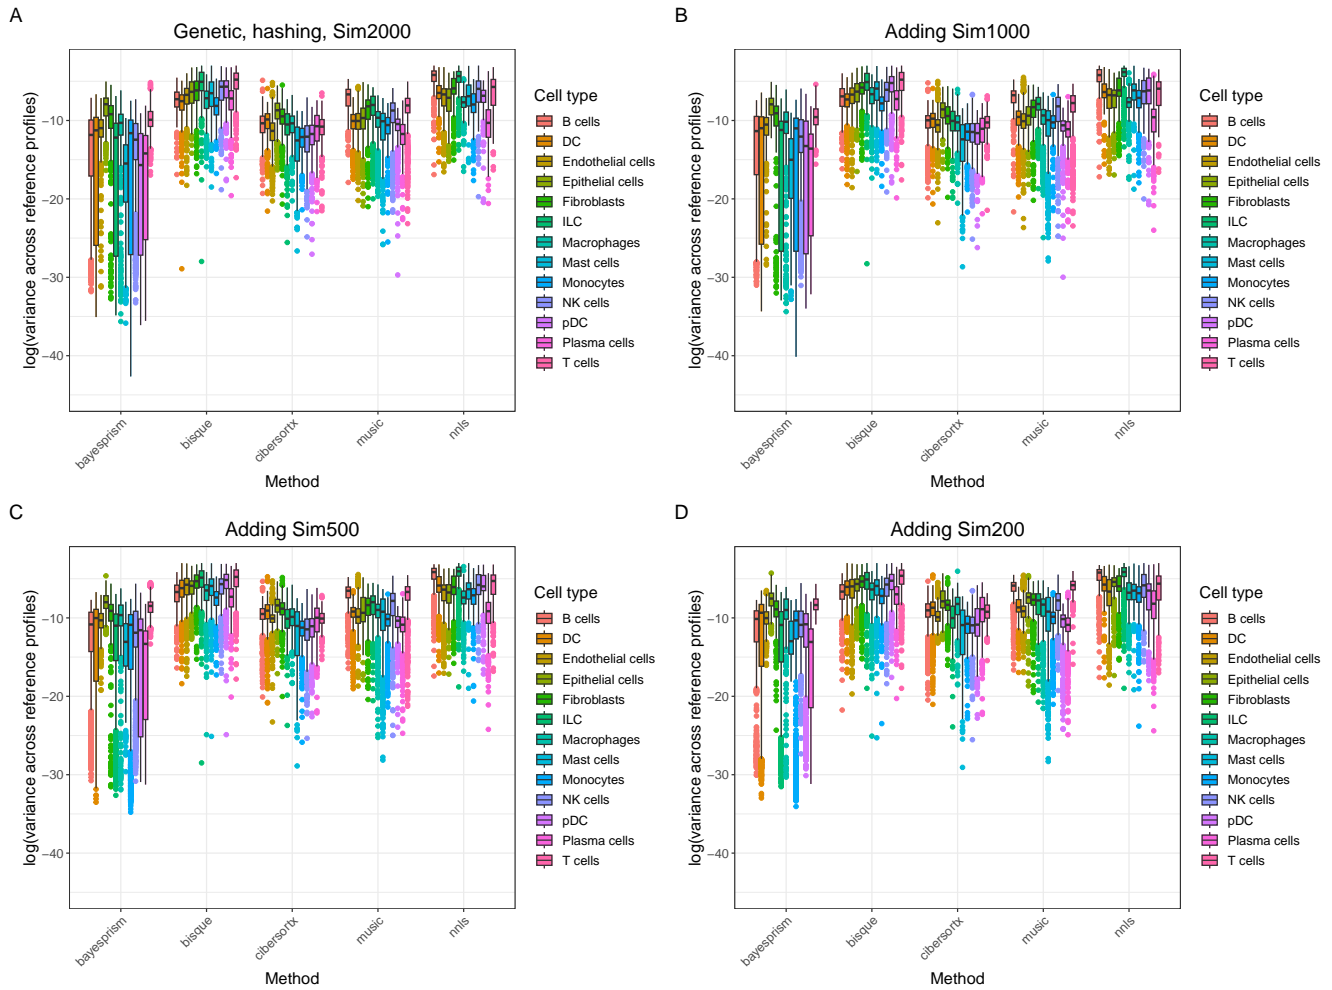 A
Genetic, hashing, Sim2000
log(variance across reference profiles)
−10
−20
−30
−40
bayesprism
bisque
cibersortx
music
nnls
Method
Cell type
B cells
DC
Endothelial cells
Epithelial cells
Fibroblasts
ILC
Macrophages
Mast cells
Monocytes
NK cells
pDC
Plasma cells
T cells
B
Adding Sim1000
log(variance across reference profiles)
−10
−20
−30
−40
bayesprism
bisque
cibersortx
music
nnls
Method
Cell type
B cells
DC
Endothelial cells
Epithelial cells
Fibroblasts
ILC
Macrophages
Mast cells
Monocytes
NK cells
pDC
Plasma cells
T cells
C
Adding Sim500
log(variance across reference profiles)
−10
−20
−30
−40
bayesprism
bisque
cibersortx
music
nnls
Method
Cell type
B cells
DC
Endothelial cells
Epithelial cells
Fibroblasts
ILC
Macrophages
Mast cells
Monocytes
NK cells
pDC
Plasma cells
T cells
D
Adding Sim200
log(variance across reference profiles)
−10
−20
−30
−40
bayesprism
bisque
cibersortx
music
nnls
Method
Cell type
B cells
DC
Endothelial cells
Epithelial cells
Fibroblasts
ILC
Macrophages
Mast cells
Monocytes
NK cells
pDC
Plasma cells
T cells